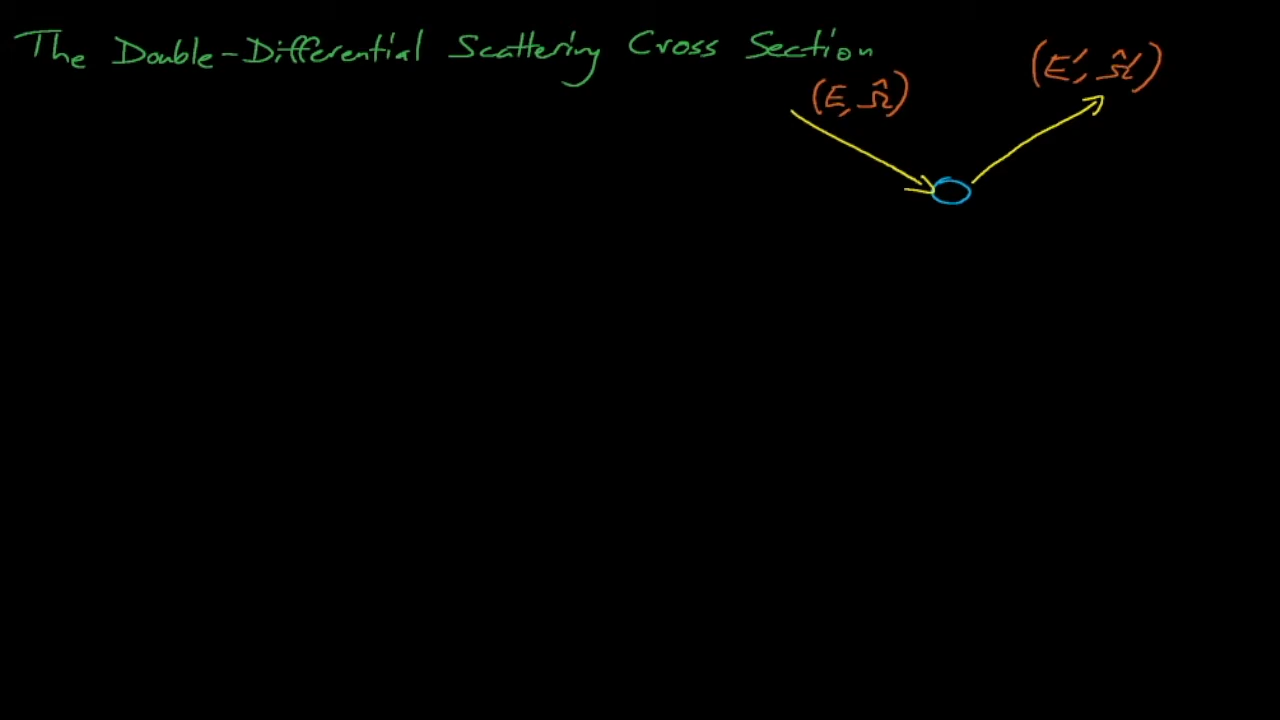 The Double-Differential Scattering Cross Section
(E, Ω̂)
(E′, Ω̂′)